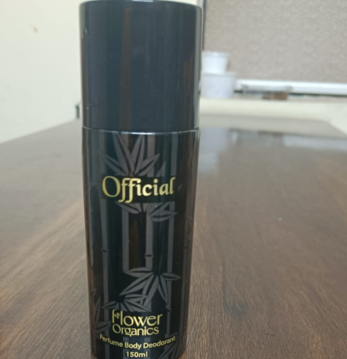 Official
Flower
Organics
Perfume Body Deodorant
150ml